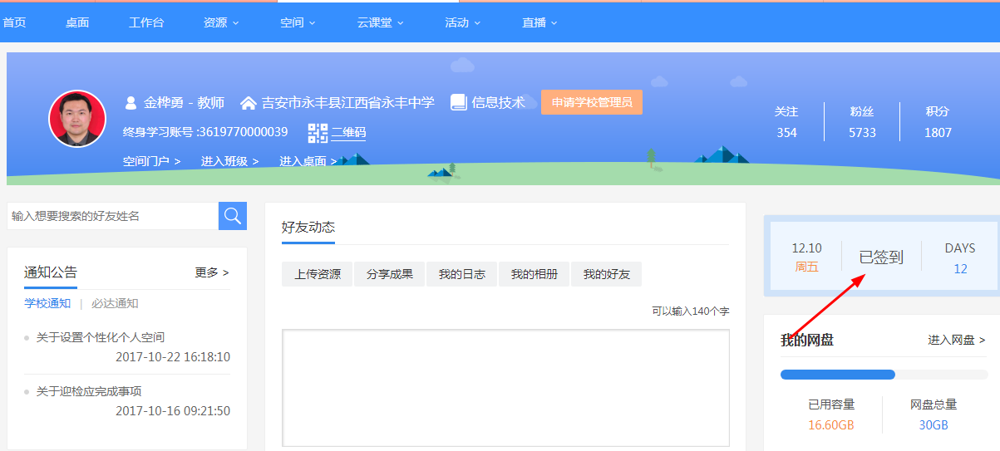 首页 桌面 工作台 资源 空间 云课堂 活动 直播
金桦勇 - 教师 吉安市永丰县江西省永丰中学 信息技术 申请学校管理员
终身学习账号 :3619770000039 二维码
空间门户 > 进入班级 > 进入桌面 >
关注 粉丝 积分
354 5733 1807
输入想要搜索的好友姓名
通知公告 更多 >
学校通知 | 必达通知
关于设置个性化个人空间
2017-10-22 16:18:10
关于迎检应完成事项
2017-10-16 09:21:50
好友动态
上传资源 分享成果 我的日志 我的相册 我的好友
可以输入140个字
12.10 已签到 DAYS
周五 12
我的网盘 进入网盘 >
已用容量 网盘总量
16.60GB 30GB